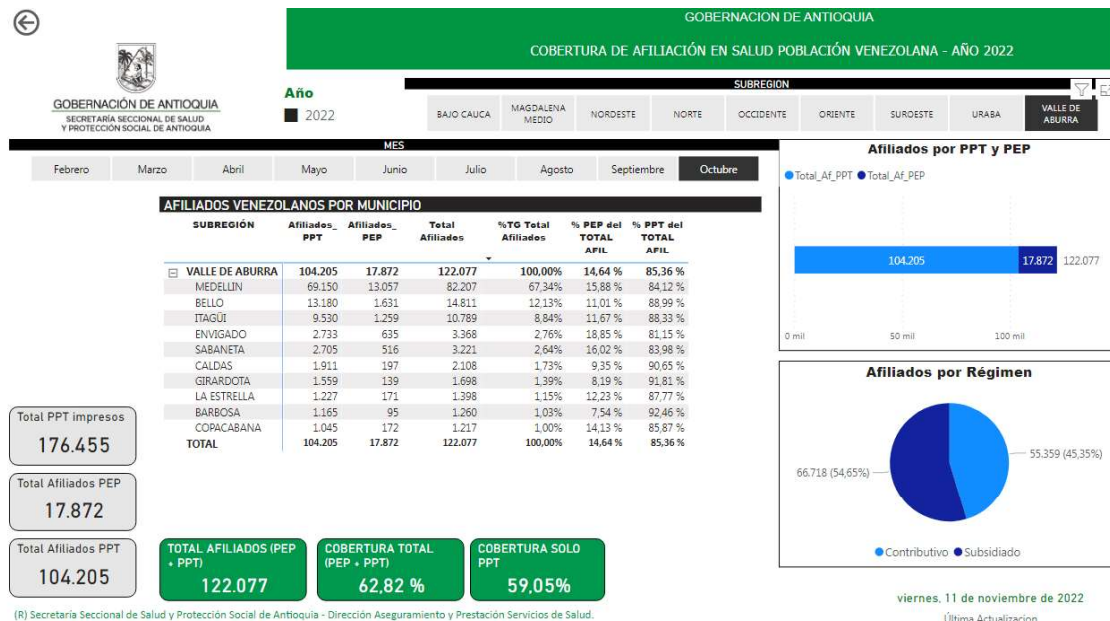 GOBERNACION DE ANTIOQUIA
COBERTURA DE AFILIACIÓN EN SALUD POBLACIÓN VENEZOLANA - AÑO 2022
GOBERNACIÓN DE ANTIOQUIA
SECRETARÍA SECCIONAL DE SALUD
Y PROTECCIÓN SOCIAL DE ANTIOQUIA
Año
2022
SUBREGION
BAJO CAUCA MAGDALENA MEDIO NORDESTE NORTE OCCIDENTE ORIENTE SUROESTE URABA VALLE DE ABURRA
MES
Febrero Marzo Abril Mayo Junio Julio Agosto Septiembre Octubre
AFILIADOS VENEZOLANOS POR MUNICIPIO
SUBREGIÓN Afiliados_PPT Afiliados_PEP Total Afiliados %TG Total Afiliados % PEP del TOTAL AFIL % PPT del TOTAL AFIL
VALLE DE ABURRA 104.205 17.872 122.077 100,00% 14,64 % 85,36 %
MEDELLIN 69.150 13.057 82.207 67,34% 15,88 % 84,12 %
BELLO 13.180 1.631 14.811 12,13% 11,01 % 88,99 %
ITAGÜI 9.530 1.259 10.789 8,84% 11,67 % 88,33 %
ENVIGADO 2.733 635 3.368 2,76% 18,85 % 81,15 %
SABANETA 2.705 516 3.221 2,64% 16,02 % 83,98 %
CALDAS 1.911 197 2.108 1,73% 9,35 % 90,65 %
GIRARDOTA 1.559 139 1.698 1,39% 8,19 % 91,81 %
LA ESTRELLA 1.227 171 1.398 1,15% 12,23 % 87,77 %
BARBOSA 1.165 95 1.260 1,03% 7,54 % 92,46 %
COPACABANA 1.045 172 1.217 1,00% 14,13 % 85,87 %
TOTAL 104.205 17.872 122.077 100,00% 14,64 % 85,36 %
Afiliados por PPT y PEP
Total_Af_PPT Total_Af_PEP
104.205 17.872 122.077
0 mil 50 mil 100 mil
Afiliados por Régimen
55.359 (45,35%)
66.718 (54,65%)
Contributivo Subsidiado
Total PPT impresos
176.455
Total Afiliados PEP
17.872
Total Afiliados PPT
104.205
TOTAL AFILIADOS (PEP + PPT)
122.077
COBERTURA TOTAL (PEP + PPT)
62,82 %
COBERTURA SOLO PPT
59,05%
viernes, 11 de noviembre de 2022
Última Actualizacion
(R) Secretaría Seccional de Salud y Protección Social de Antioquia - Dirección Aseguramiento y Prestación Servicios de Salud.